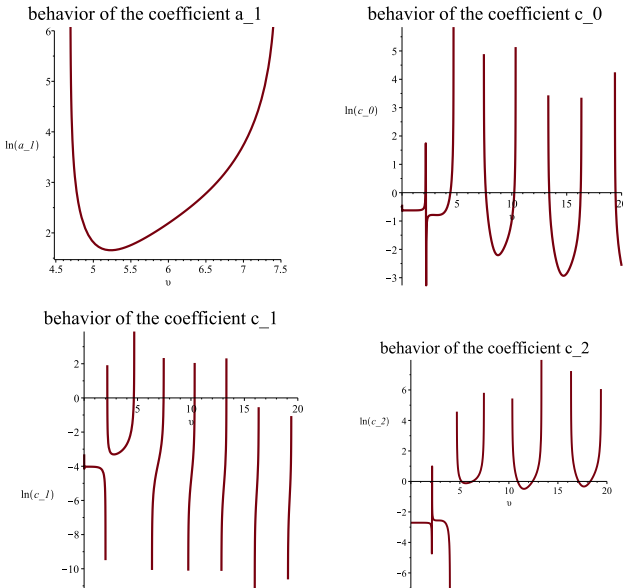 behavior of the coefficient a_1
6
5
ln(a_1)
4
3
2
4.5 5 5.5 6 6.5 7 7.5
υ
behavior of the coefficient c_0
5
4
3
ln(c_0)
2
1
0
5 10 15 20
υ
-1
-2
-3
behavior of the coefficient c_1
2
0
5 10 15 20
υ
-2
-4
ln(c_1)
-6
-8
-10
behavior of the coefficient c_2
6
ln(c_2)
4
2
0
5 10 15 20
υ
-2
-4
-6